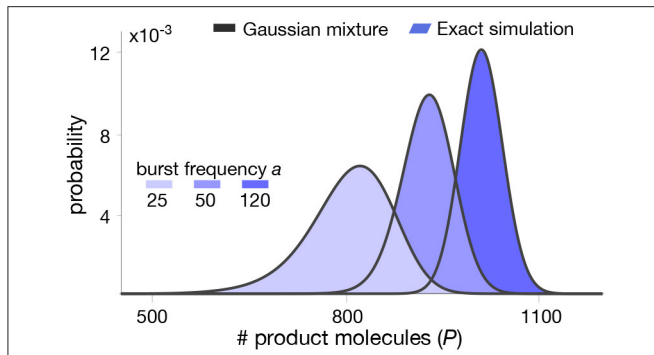 Gaussian mixture Exact simulation
x10-³
12
8
4
probability
burst frequency a
25 50 120
500 800 1100
# product molecules (P)